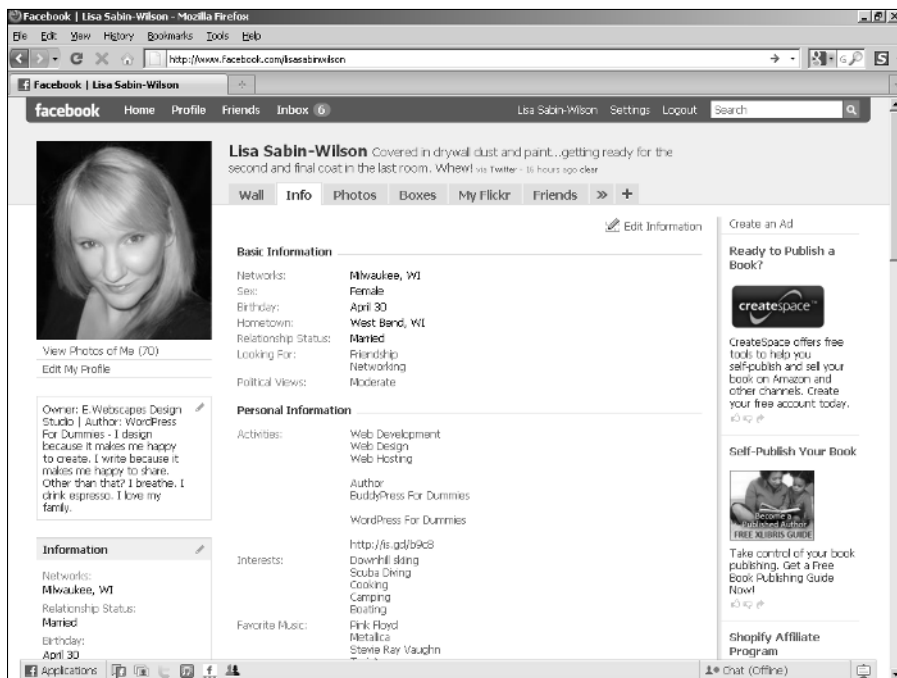 Facebook | Lisa Sabin-Wilson - Mozilla Firefox
File Edit View History Bookmarks Tools Help
http://www.facebook.com/lisasabinwilson
Facebook | Lisa Sabin-Wilson
facebook Home Profile Friends Inbox 6 Lisa Sabin-Wilson Settings Logout Search
Lisa Sabin-Wilson Covered in drywall dust and paint...getting ready for the
second and final coat in the last room. Whew! via Twitter - 16 hours ago clear
Wall Info Photos Boxes My Flickr Friends » +
Edit Information
Basic Information
Networks: Milwaukee, WI
Sex: Female
Birthday: April 30
Hometown: West Bend, WI
Relationship Status: Married
Looking For: Friendship
Networking
Political Views: Moderate
Personal Information
Activities: Web Development
Web Design
Web Hosting
Author
BuddyPress For Dummies
WordPress For Dummies
http://is.gd/b9c8
Interests: Downhill skiing
Scuba Diving
Cooking
Camping
Boating
Favorite Music: Pink Floyd
Metalica
Stevie Ray Vaughn
View Photos of Me (70)
Edit My Profile
Owner: E.Webscapes Design
Studio | Author: WordPress
For Dummies - I design
because it makes me happy
to create. I write because it
makes me happy to share.
Other than that? I breathe. I
drink espresso. I love my
family.
Information
Networks:
Milwaukee, WI
Relationship Status:
Married
Birthday:
April 30
Create an Ad
Ready to Publish a
Book?
createspace™
CreateSpace offers free
tools to help you
self-publish and sell your
book on Amazon and
other channels. Create
your free account today.
Self-Publish Your Book
Become a
Published Author
FREE XLIBRIS GUIDE
Take control of your book
publishing. Get a Free
Book Publishing Guide
Now!
Shopify Affiliate
Program
Applications Chat (Offline)